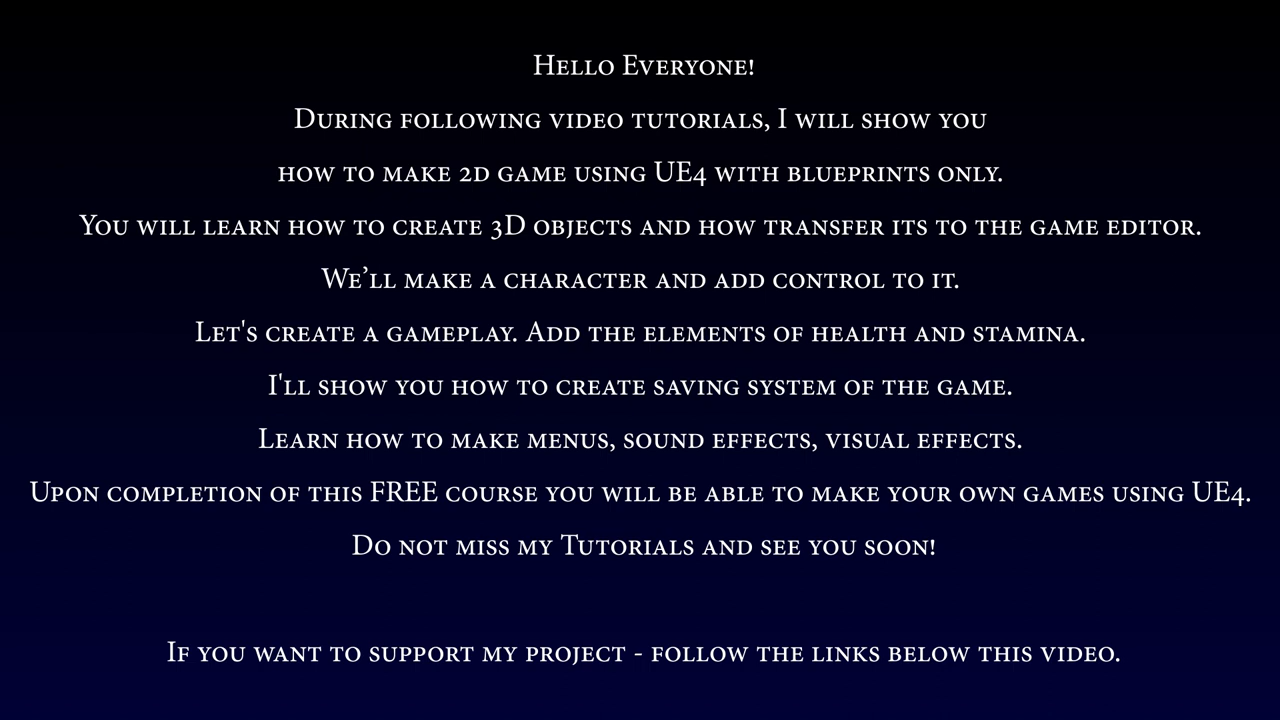 Hello Everyone!
During following video tutorials, I will show you
how to make 2d game using UE4 with blueprints only.
You will learn how to create 3D objects and how transfer its to the game editor.
We’ll make a character and add control to it.
Let's create a gameplay. Add the elements of health and stamina.
I'll show you how to create saving system of the game.
Learn how to make menus, sound effects, visual effects.
Upon completion of this FREE course you will be able to make your own games using UE4.
Do not miss my Tutorials and see you soon!
If you want to support my project - follow the links below this video.